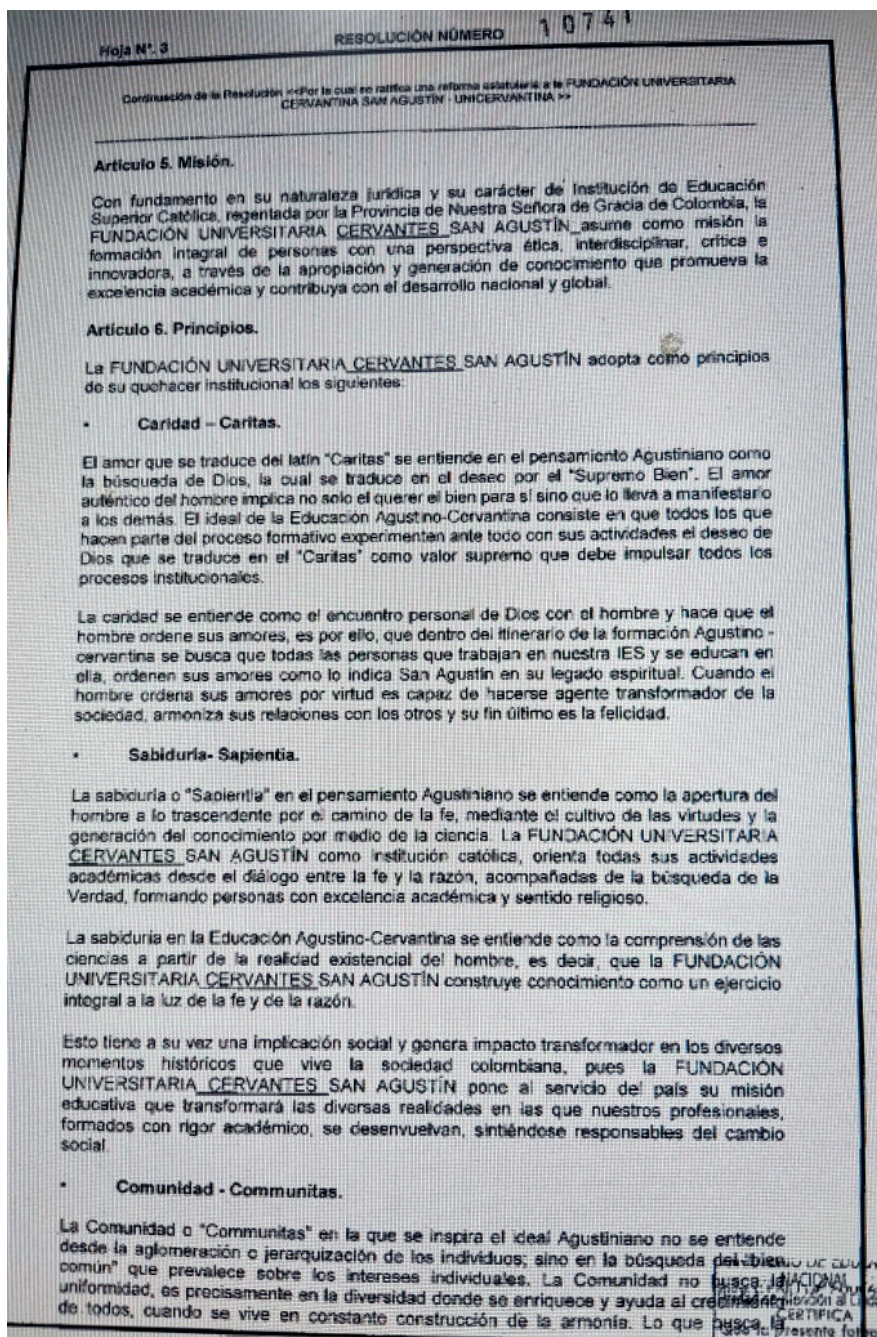 Hoja Nº. 3
RESOLUCIÓN NÚMERO 10741
Continuación de la Resolución <<Por la cual se ratifica una reforma estatutaria a la FUNDACIÓN UNIVERSITARIA
CERVANTINA SAN AGUSTÍN - UNICERVANTINA >>
Artículo 5. Misión.
Con fundamento en su naturaleza jurídica y su carácter de Institución de Educación
Superior Católica, regentada por la Provincia de Nuestra Señora de Gracia de Colombia, la
FUNDACIÓN UNIVERSITARIA CERVANTES SAN AGUSTÍN asume como misión la
formación integral de personas con una perspectiva ética, interdisciplinar, crítica e
innovadora, a través de la apropiación y generación de conocimiento que promueva la
excelencia académica y contribuya con el desarrollo nacional y global.
Artículo 6. Principios.
La FUNDACIÓN UNIVERSITARIA CERVANTES SAN AGUSTÍN adopta como principios
de su quehacer institucional los siguientes:
• Caridad – Caritas.
El amor que se traduce del latín "Caritas" se entiende en el pensamiento Agustiniano como
la búsqueda de Dios, la cual se traduce en el deseo por el "Supremo Bien". El amor
auténtico del hombre implica no solo el querer el bien para sí sino que lo lleva a manifestarlo
a los demás. El ideal de la Educación Agustino-Cervantina consiste en que todos los que
hacen parte del proceso formativo experimenten ante todo con sus actividades el deseo de
Dios que se traduce en el "Caritas" como valor supremo que debe impulsar todos los
procesos institucionales.
La caridad se entiende como el encuentro personal de Dios con el hombre y hace que el
hombre ordene sus amores, es por ello, que dentro del itinerario de la formación Agustino -
cervantina se busca que todas las personas que trabajan en nuestra IES y se educan en
ella, ordenen sus amores como lo indica San Agustín en su legado espiritual. Cuando el
hombre ordena sus amores por virtud es capaz de hacerse agente transformador de la
sociedad, armoniza sus relaciones con los otros y su fin último es la felicidad.
• Sabiduría- Sapientia.
La sabiduría o "Sapientia" en el pensamiento Agustiniano se entiende como la apertura del
hombre a lo trascendente por el camino de la fe, mediante el cultivo de las virtudes y la
generación del conocimiento por medio de la ciencia. La FUNDACIÓN UNIVERSITARIA
CERVANTES SAN AGUSTÍN como institución católica, orienta todas sus actividades
académicas desde el diálogo entre la fe y la razón, acompañadas de la búsqueda de la
Verdad, formando personas con excelencia académica y sentido religioso.
La sabiduría en la Educación Agustino-Cervantina se entiende como la comprensión de las
ciencias a partir de la realidad existencial del hombre, es decir, que la FUNDACIÓN
UNIVERSITARIA CERVANTES SAN AGUSTÍN construye conocimiento como un ejercicio
integral a la luz de la fe y de la razón.
Esto tiene a su vez una implicación social y genera impacto transformador en los diversos
momentos históricos que vive la sociedad colombiana, pues la FUNDACIÓN
UNIVERSITARIA CERVANTES SAN AGUSTÍN pone al servicio del país su misión
educativa que transformará las diversas realidades en las que nuestros profesionales,
formados con rigor académico, se desenvuelvan, sintiéndose responsables del cambio
social.
• Comunidad - Communitas.
La Comunidad o "Communitas" en la que se inspira el ideal Agustiniano no se entiende
desde la aglomeración o jerarquización de los individuos; sino en la búsqueda del "bien
común" que prevalece sobre los intereses individuales. La Comunidad no busca la
uniformidad, es precisamente en la diversidad donde se enriquece y ayuda al crecimiento
de todos, cuando se vive en constante construcción de la armonía. Lo que busca la
NACIONAL
CERTIFICA